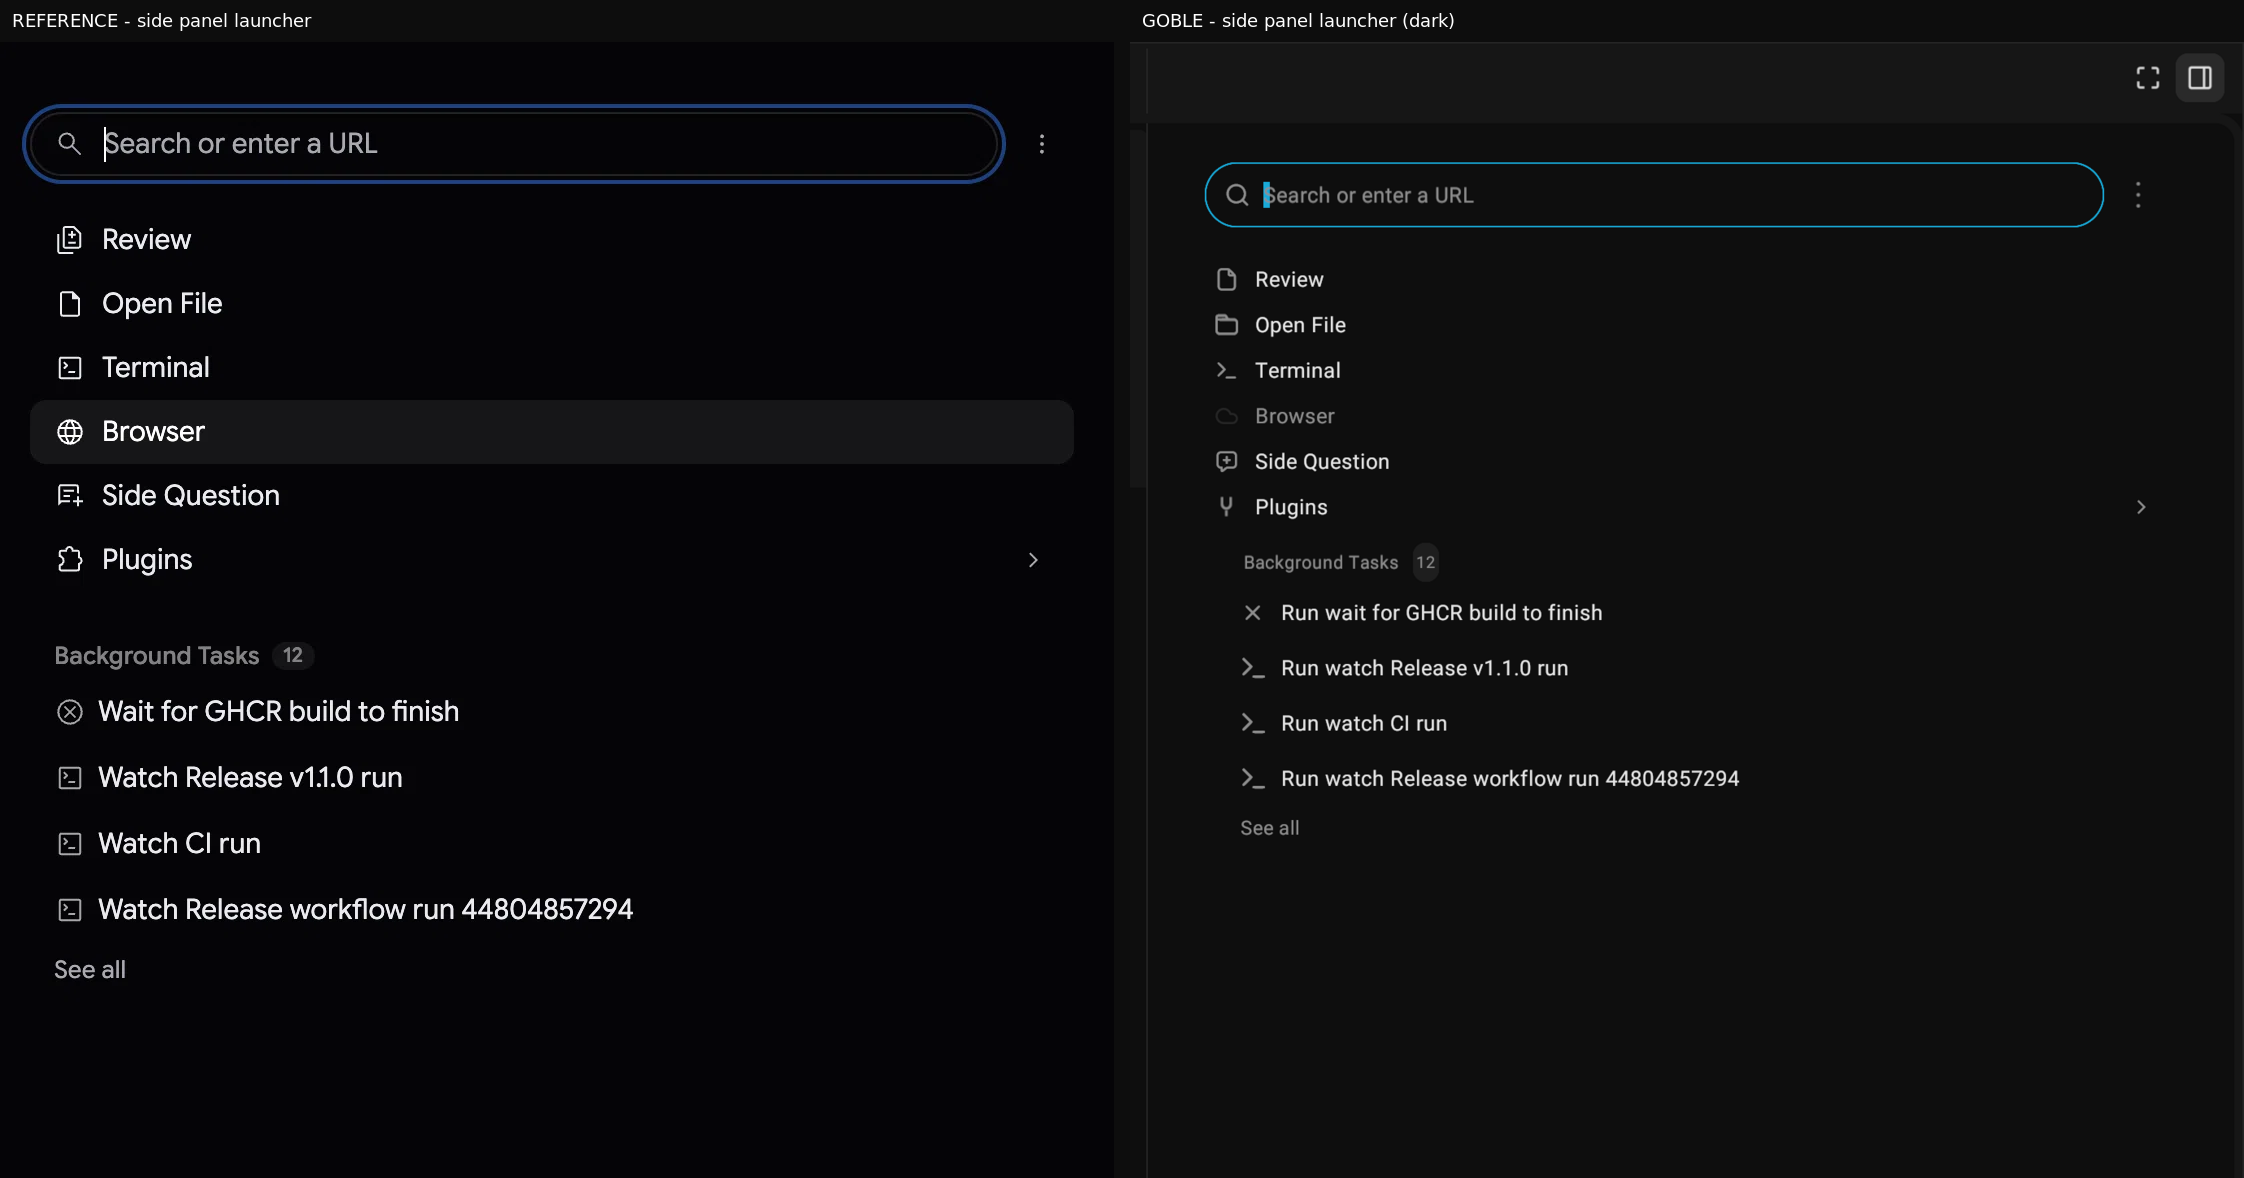 REFERENCE - side panel launcher
Search or enter a URL
Review
Open File
Terminal
Browser
Side Question
Plugins
Background Tasks 12
Wait for GHCR build to finish
Watch Release v1.1.0 run
Watch CI run
Watch Release workflow run 44804857294
See all
GOBLE - side panel launcher (dark)
Search or enter a URL
Review
Open File
Terminal
Browser
Side Question
Plugins
Background Tasks 12
Run wait for GHCR build to finish
Run watch Release v1.1.0 run
Run watch CI run
Run watch Release workflow run 44804857294
See all